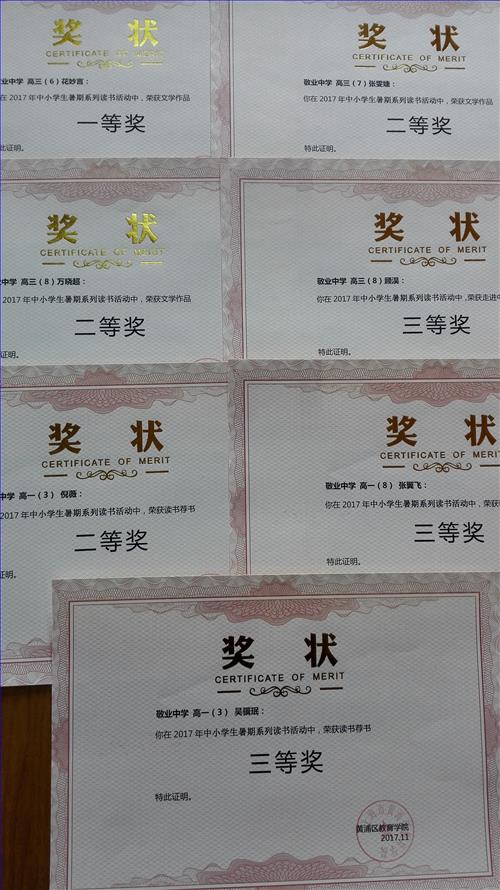 奖 状
CERTIFICATE OF MERIT
敬业中学 高三（6）花妙言：
在 2017 年中小学生暑期系列读书活动中，荣获文学作品
一等奖
此证明。
奖 状
CERTIFICATE OF MERIT
敬业中学 高三（7）张雯婕：
你在 2017 年中小学生暑期系列读书活动中，荣获文学作品
二等奖
特此证明。
奖 状
CERTIFICATE OF MERIT
业中学 高三（8）万晓超：
2017 年中小学生暑期系列读书活动中，荣获文学作品
二等奖
证明。
奖 状
CERTIFICATE OF MERIT
敬业中学 高三（8）顾淏：
你在 2017 年中小学生暑期系列读书活动中，荣获走进中
三等奖
特此证明。
奖 状
CERTIFICATE OF MERIT
中学 高一（3） 倪薇：
2017 年中小学生暑期系列读书活动中，荣获读书荐书
二等奖
证明。
奖 状
CERTIFICATE OF MERIT
敬业中学 高一（8） 张翼飞：
你在 2017 年中小学生暑期系列读书活动中，荣获读书
三等奖
特此证明。
奖 状
CERTIFICATE OF MERIT
敬业中学 高一（3） 吴骥珉：
你在 2017 年中小学生暑期系列读书活动中，荣获读书荐书
三等奖
特此证明。
黄浦区教育学院
2017.11